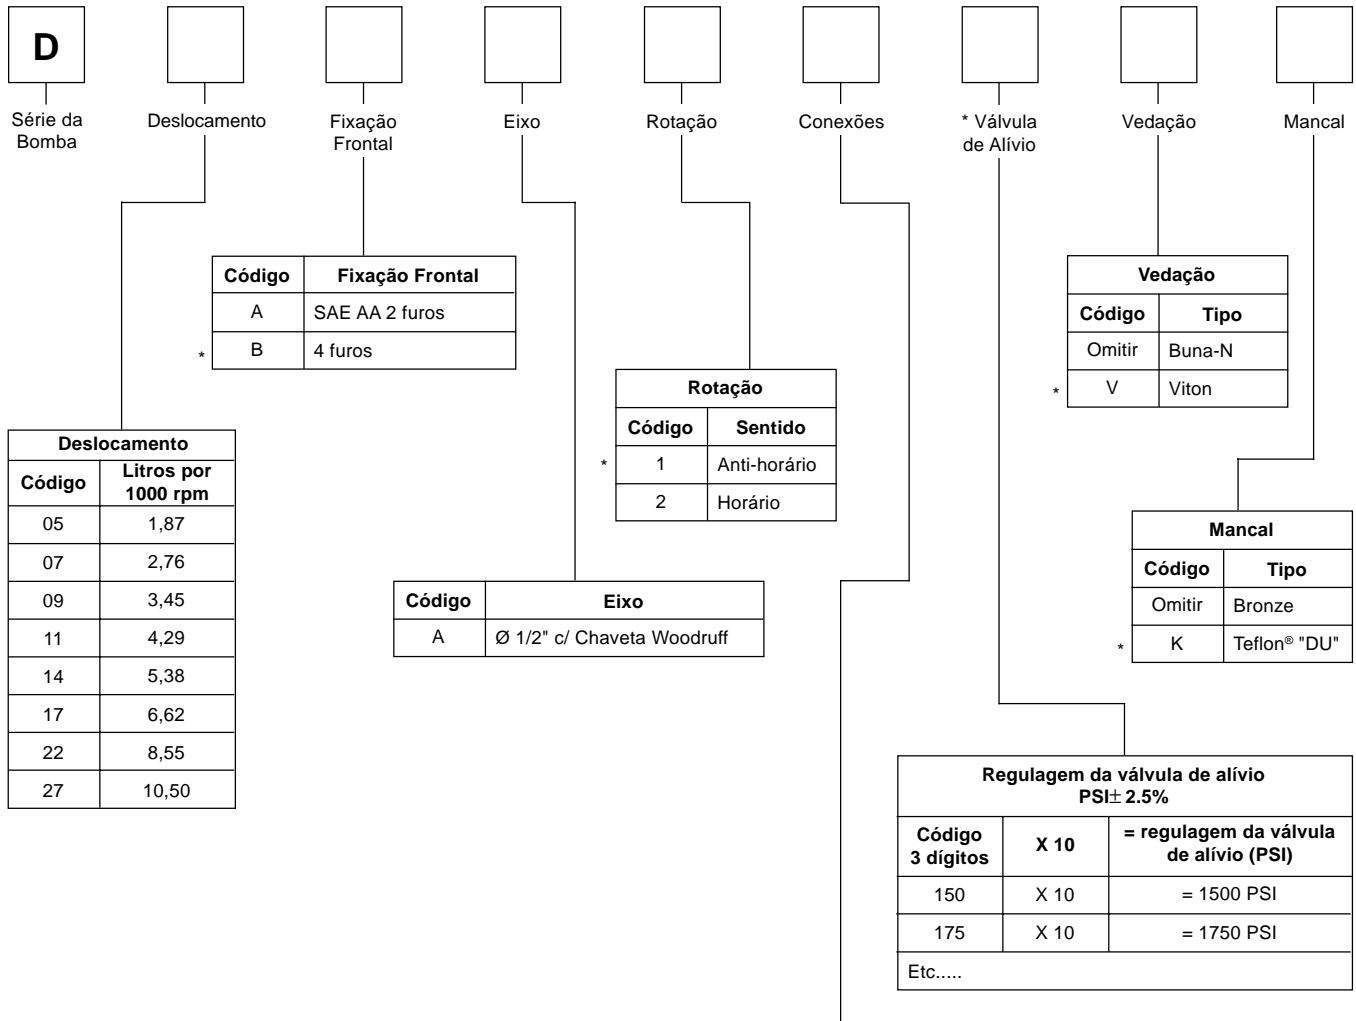 D
Série da
Bomba
Deslocamento
Fixação
Frontal
Eixo
Rotação
Conexões
* Válvula
de Alívio
Vedação
Mancal
Código Fixação Frontal
A SAE AA 2 furos
* B 4 furos
Vedação
Código Tipo
Omitir Buna-N
* V Viton
Rotação
Código Sentido
* 1 Anti-horário
2 Horário
Deslocamento
Código Litros por
1000 rpm
05 1,87
07 2,76
09 3,45
11 4,29
14 5,38
17 6,62
22 8,55
27 10,50
Mancal
Código Tipo
Omitir Bronze
* K Teflon® "DU"
Código Eixo
A Ø 1/2" c/ Chaveta Woodruff
Regulagem da válvula de alívio
PSI± 2.5%
Código
3 dígitos X 10 = regulagem da válvula
de alívio (PSI)
150 X 10 = 1500 PSI
175 X 10 = 1750 PSI
Etc.....